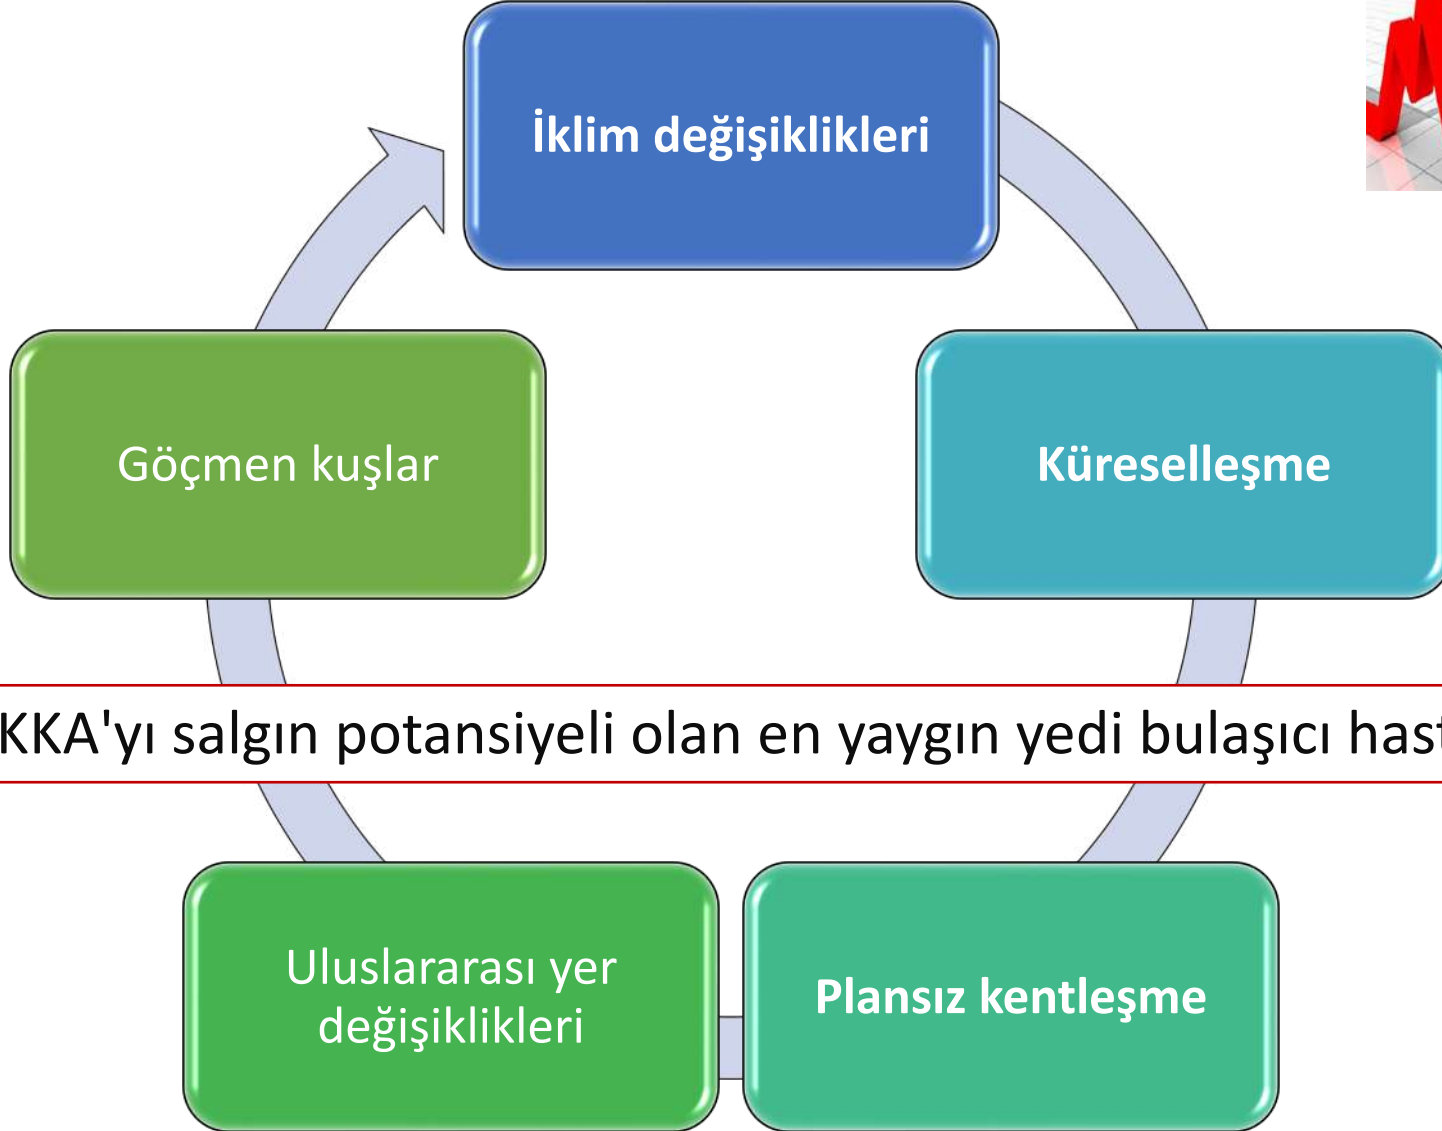 İklim değişiklikleri
Göçmen kuşlar
Küreselleşme
KKA'yı salgın potansiyeli olan en yaygın yedi bulaşıcı hast
Uluslararası yer
değişiklikleri
Plansız kentleşme